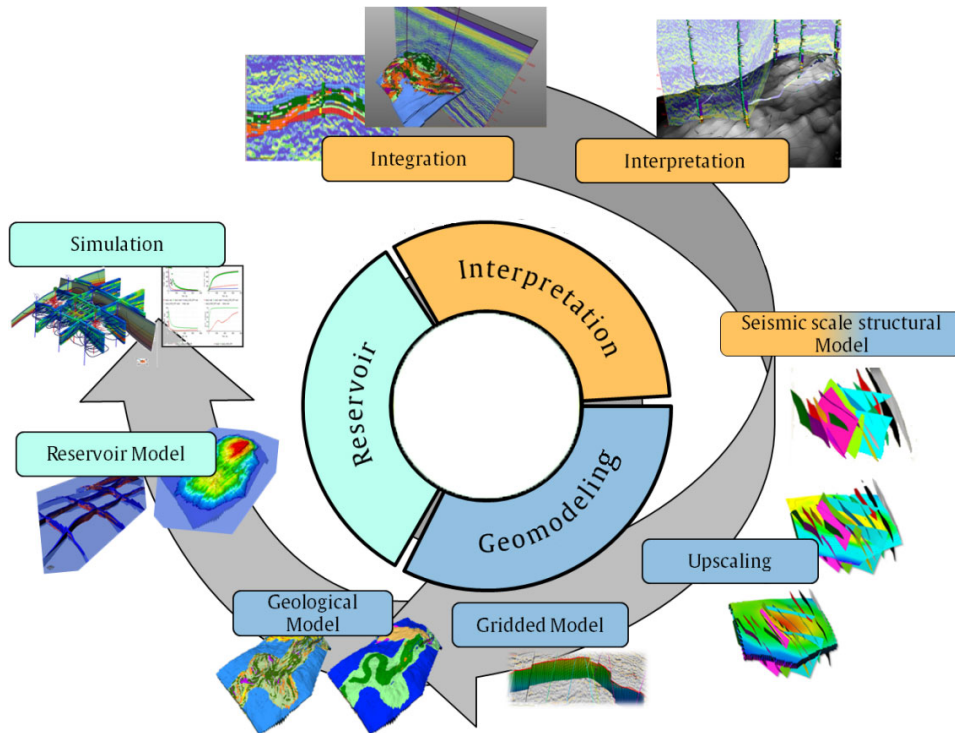 Integration
Interpretation
Simulation
Interpretation
Reservoir
Geomodeling
Seismic scale structural
Model
Reservoir Model
Upscaling
Geological
Model
Gridded Model